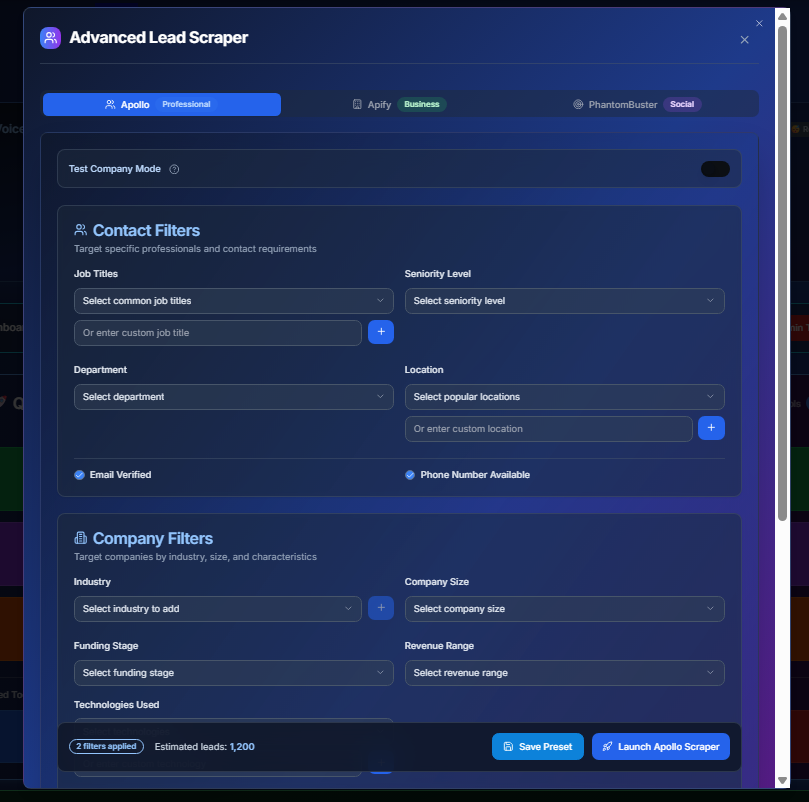 Advanced Lead Scraper
Apollo Professional Apify Business PhantomBuster Social
Test Company Mode
Contact Filters
Target specific professionals and contact requirements
Job Titles
Seniority Level
Select common job titles
Select seniority level
Or enter custom job title
Department
Location
Select department
Select popular locations
Or enter custom location
Email Verified
Phone Number Available
Company Filters
Target companies by industry, size, and characteristics
Industry
Company Size
Select industry to add
Select company size
Funding Stage
Revenue Range
Select funding stage
Select revenue range
Technologies Used
2 filters applied
Estimated leads: 1,200
Save Preset
Launch Apollo Scraper